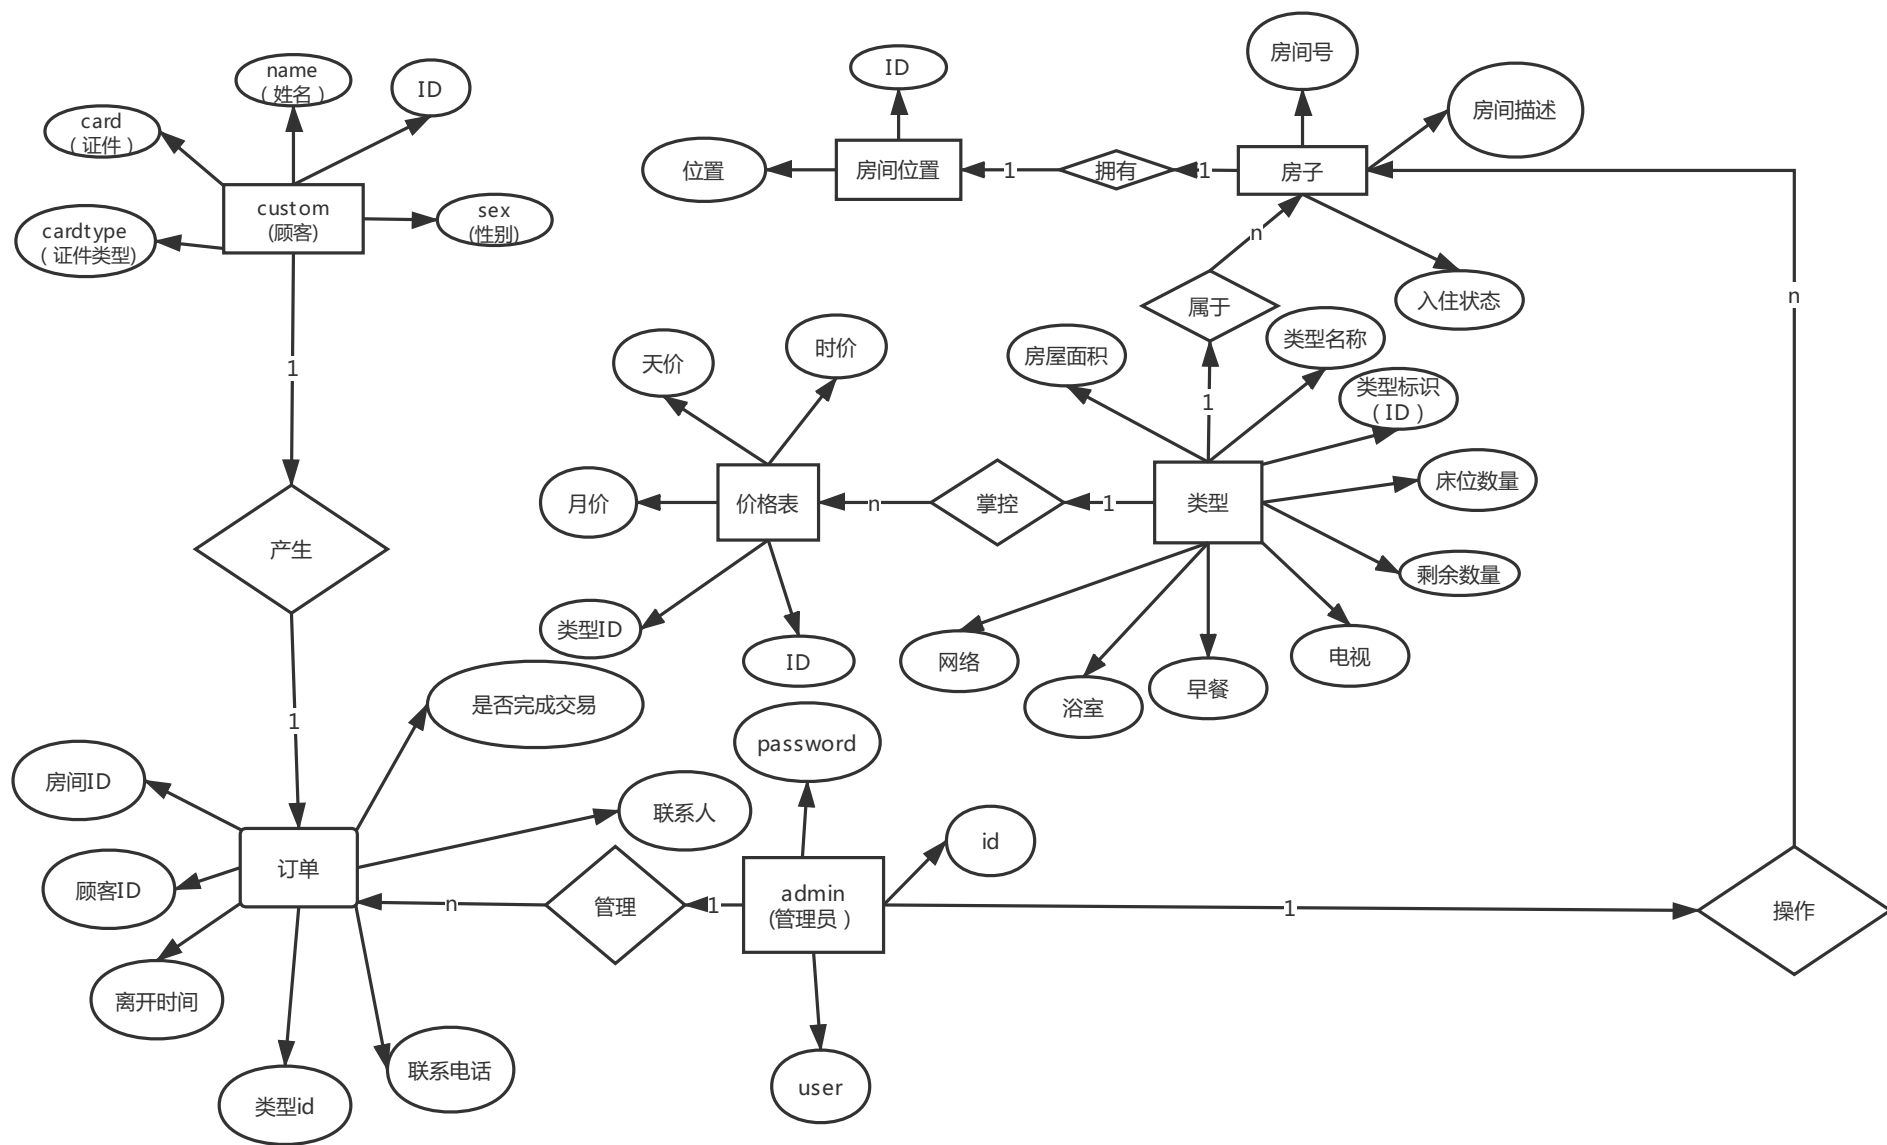 name
（姓名）
ID
card
（证件）
custom
(顾客)
cardtype
（证件类型)
sex
(性别)
1
产生
1
ID
位置
房间位置
1
拥有
1
房子
房间号
房间描述
n
属于
入住状态
n
1
天价
时价
月价
价格表
类型ID
ID
n
掌控
1
类型
房屋面积
类型名称
类型标识
（ID）
床位数量
剩余数量
电视
早餐
浴室
网络
是否完成交易
房间ID
顾客ID
订单
离开时间
类型id
联系电话
联系人
n
管理
1
password
id
admin
(管理员）
user
1
操作